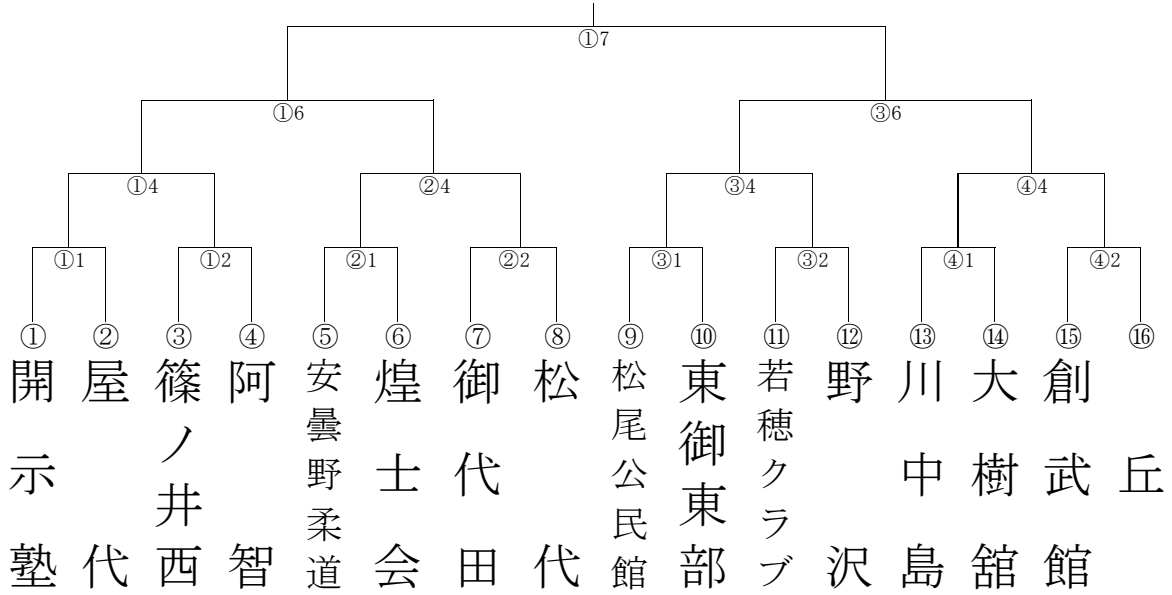 ①7
①6 ③6
①4 ②4 ③4 ④4
①1 ①2 ②1 ②2 ③1 ③2 ④1 ④2
① ② ③ ④ ⑤ ⑥ ⑦ ⑧ ⑨ ⑩ ⑪ ⑫ ⑬ ⑭ ⑮ ⑯
開示塾
屋代
篠ノ井西
阿智
安曇野柔道
煌士会
御代田
松代
松尾公民館
東御東部
若穂クラブ
野沢
川中島
大樹舘
創武館
丘